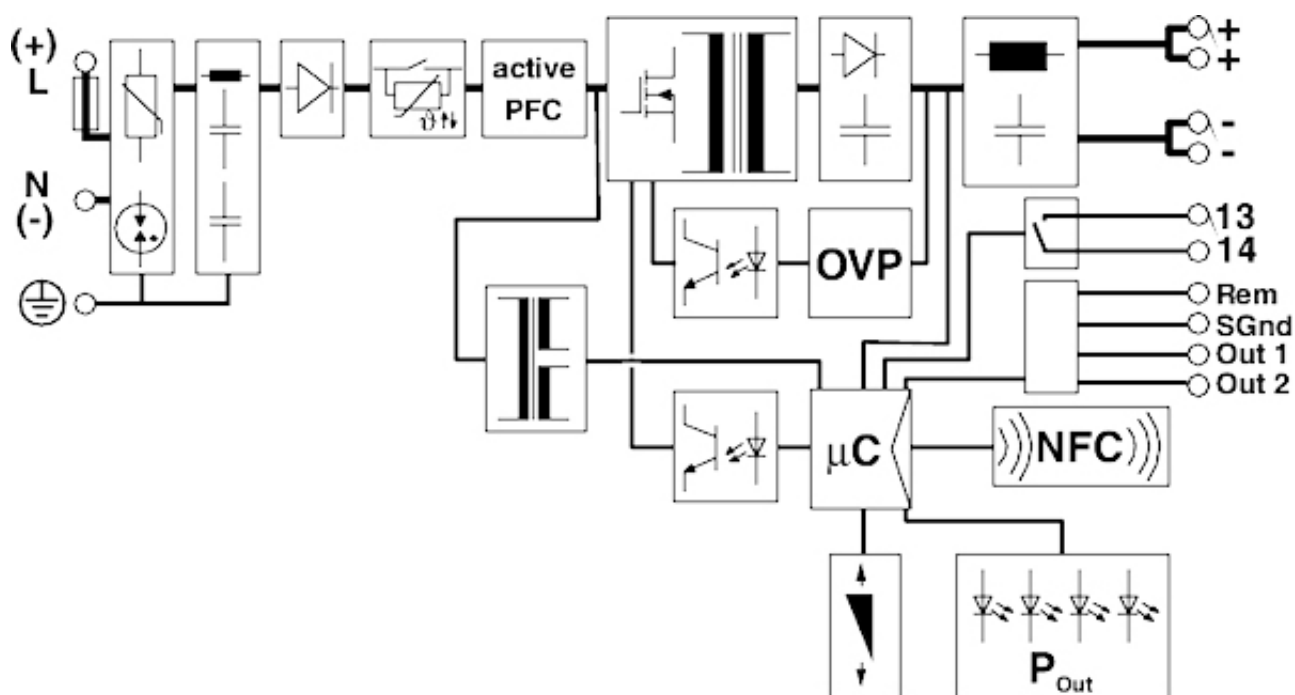 (+)
L
N
(-)
active
PFC
ϑ
+
+
-
-
OVP
13
14
Rem
SGnd
Out 1
Out 2
µC
NFC
P Out